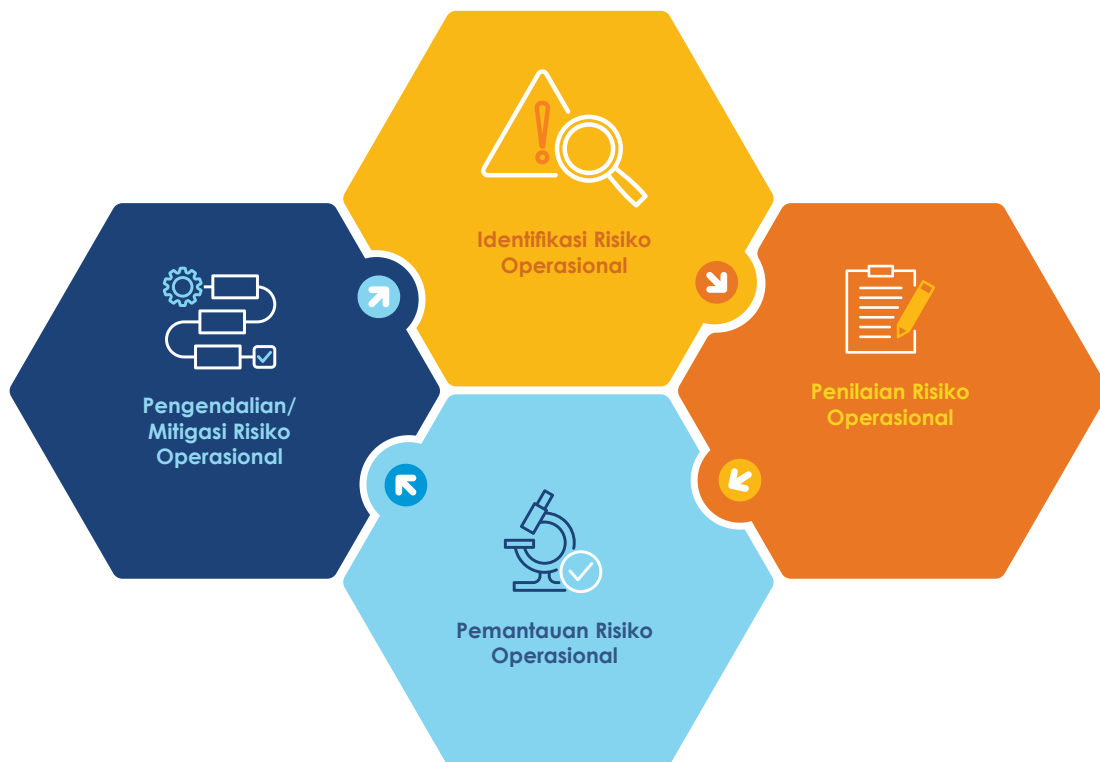 Identifikasi Risiko
Operasional
Penilaian Risiko
Operasional
Pemantauan Risiko
Operasional
Pengendalian/
Mitigasi Risiko
Operasional